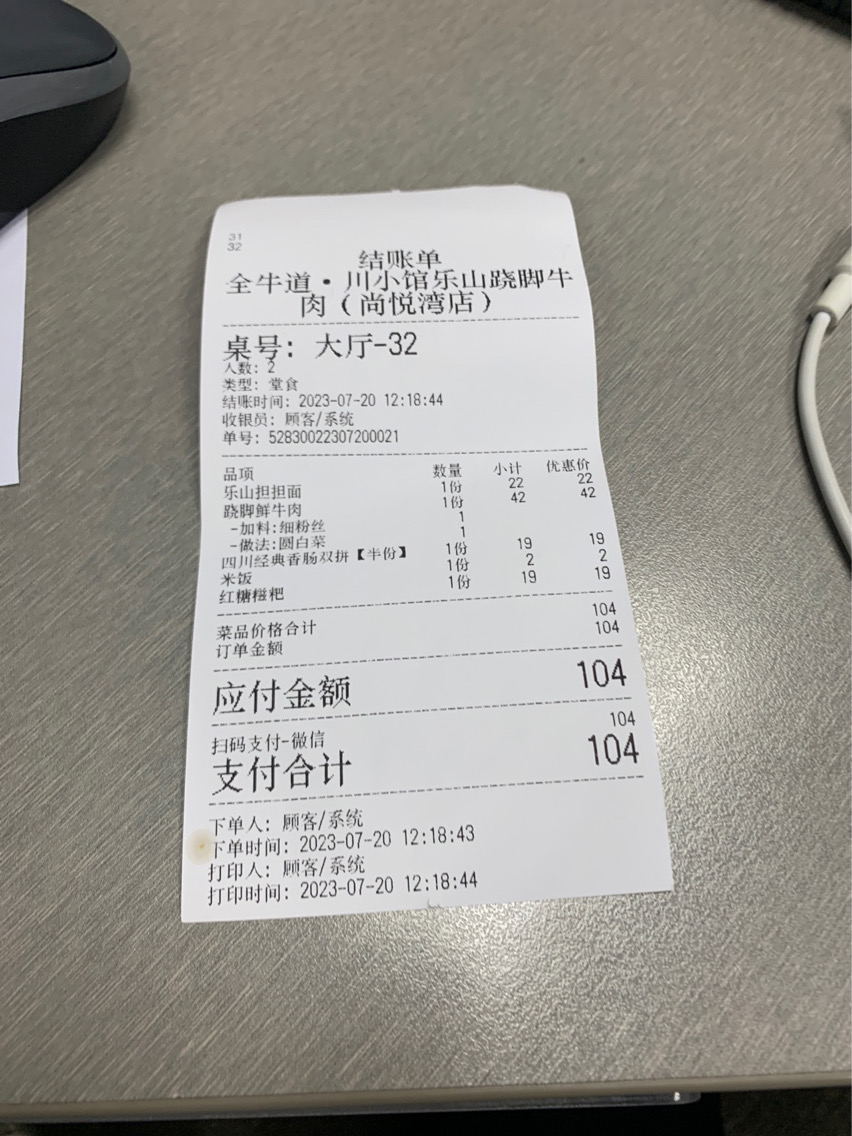 31
32
结账单
全牛道·川小馆乐山跷脚牛
肉（尚悦湾店）
桌号：大厅-32
人数：2
类型：堂食
结账时间：2023-07-20 12:18:44
收银员：顾客/系统
单号：52830022307200021
品项 数量 小计 优惠价
乐山担担面 1份 22 22
跷脚鲜牛肉 1份 42 42
-加料:细粉丝 1
-做法:圆白菜 1
四川经典香肠双拼【半份】 1份 19 19
米饭 1份 2 2
红糖糍粑 1份 19 19
菜品价格合计 104
订单金额 104
应付金额 104
扫码支付-微信 104
支付合计 104
下单人：顾客/系统
下单时间：2023-07-20 12:18:43
打印人：顾客/系统
打印时间：2023-07-20 12:18:44